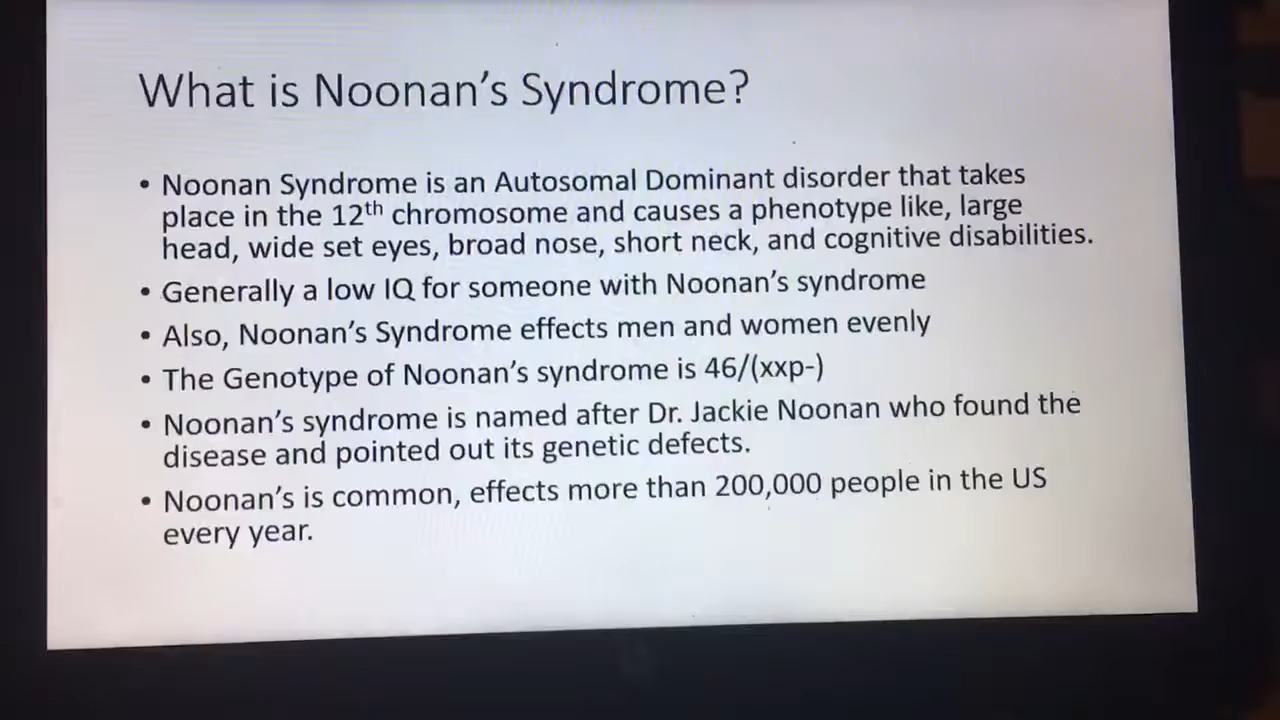 What is Noonan's Syndrome?
• Noonan Syndrome is an Autosomal Dominant disorder that takes
place in the 12th chromosome and causes a phenotype like, large
head, wide set eyes, broad nose, short neck, and cognitive disabilities.
• Generally a low IQ for someone with Noonan's syndrome
• Also, Noonan's Syndrome effects men and women evenly
• The Genotype of Noonan's syndrome is 46/(xxp-)
• Noonan's syndrome is named after Dr. Jackie Noonan who found the
disease and pointed out its genetic defects.
• Noonan's is common, effects more than 200,000 people in the US
every year.